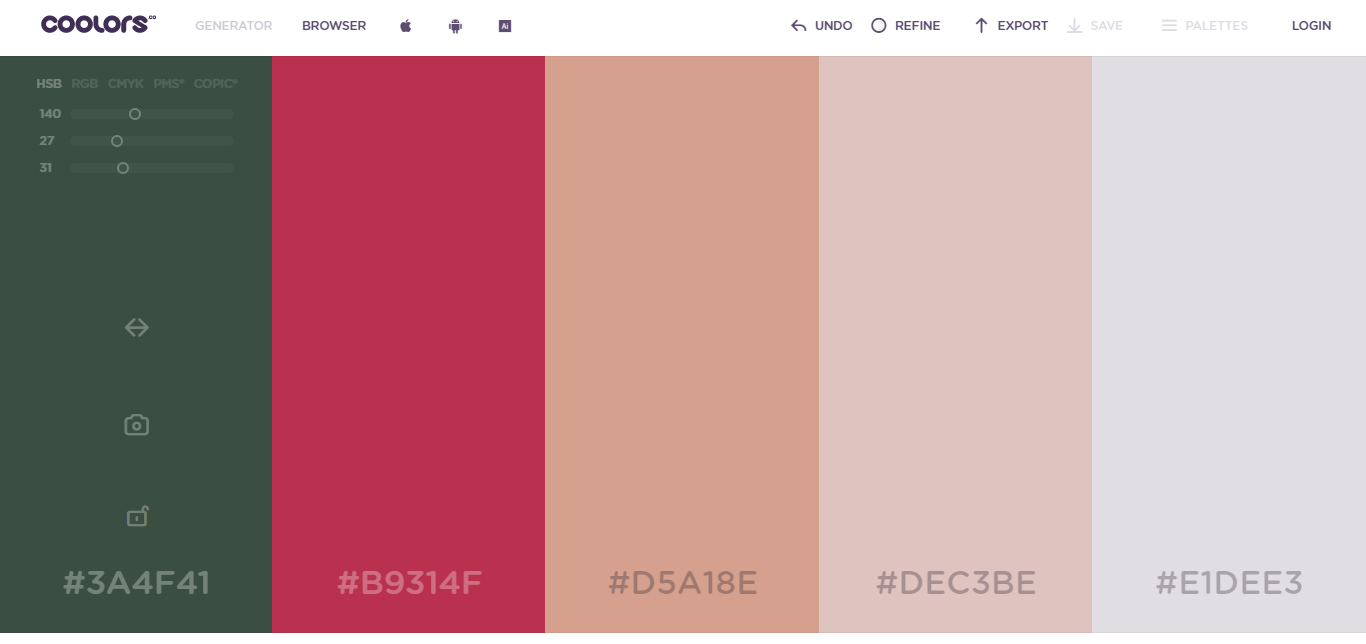 coolors.co GENERATOR BROWSER Ai UNDO REFINE EXPORT SAVE PALETTES LOGIN
HSB RGB CMYK PMS® COPIC®
140
27
31
#3A4F41 #B9314F #D5A18E #DEC3BE #E1DEE3